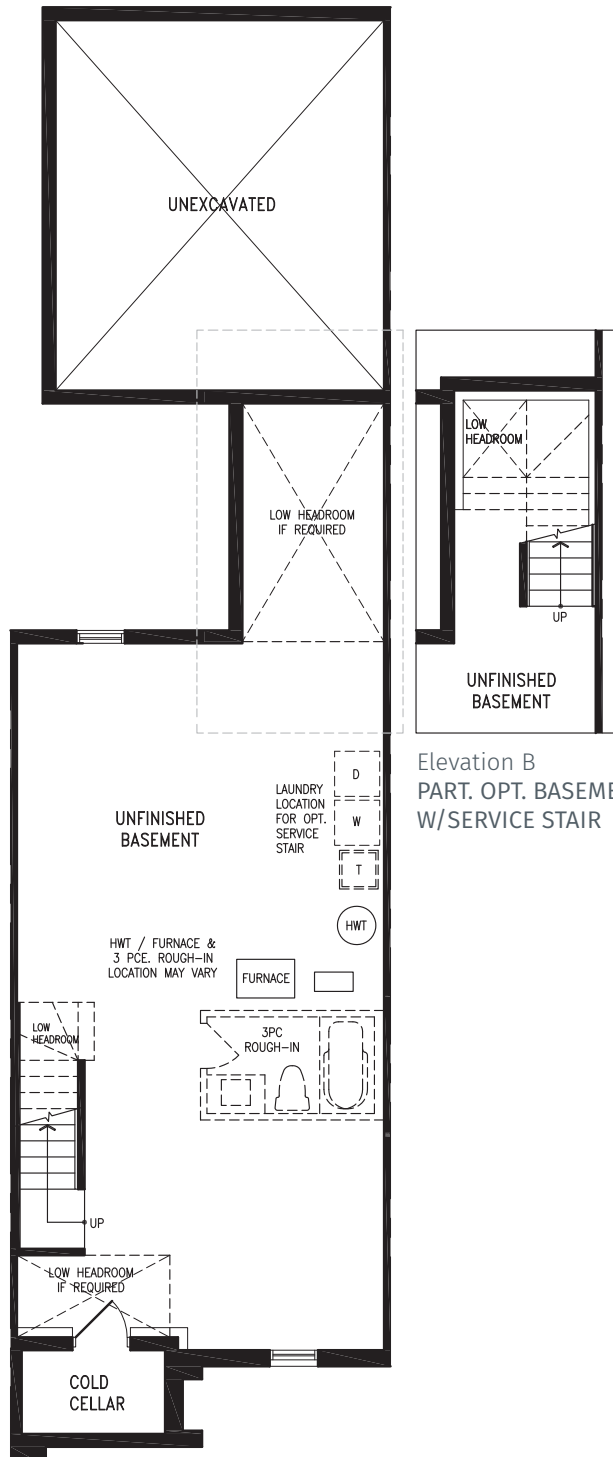 UNEXCAVATED
LOW HEADROOM
IF REQUIRED
LOW
HEADROOM
UP
UNFINISHED
BASEMENT
Elevation B
PART. OPT. BASEME
W/SERVICE STAIR
D
LAUNDRY
LOCATION
FOR OPT.
SERVICE
STAIR
W
T
UNFINISHED
BASEMENT
HWT
HWT / FURNACE &
3 PCE. ROUGH-IN
LOCATION MAY VARY
FURNACE
3PC
ROUGH-IN
LOW
HEADROOM
UP
LOW HEADROOM
IF REQUIRED
COLD
CELLAR